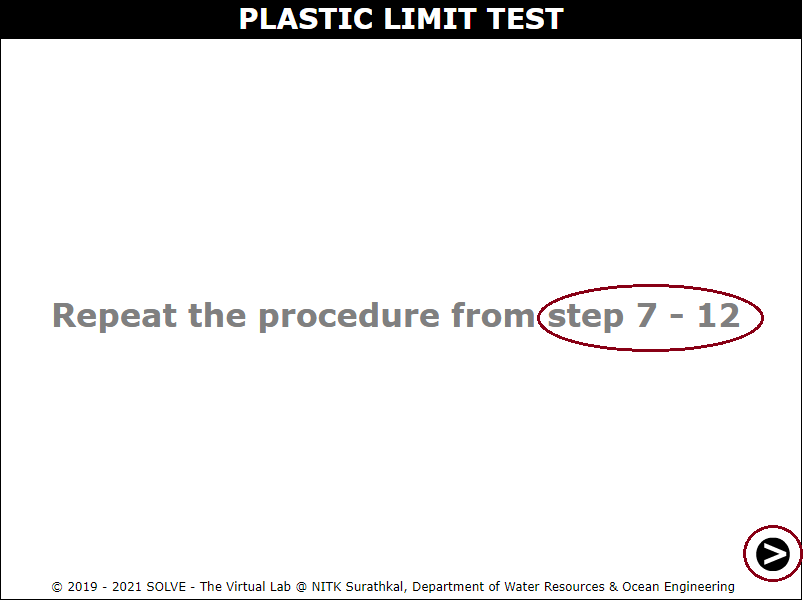 PLASTIC LIMIT TEST
Repeat the procedure from step 7 - 12
>
© 2019 - 2021 SOLVE - The Virtual Lab @ NITK Surathkal, Department of Water Resources & Ocean Engineering